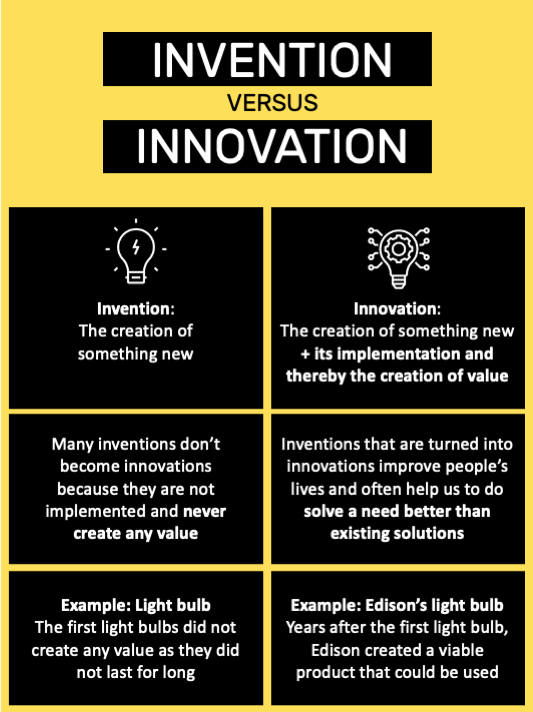 INVENTION
VERSUS
INNOVATION
Invention:
The creation of
something new
Innovation:
The creation of something new
+ its implementation and
thereby the creation of value
Many inventions don’t
become innovations
because they are not
implemented and never
create any value
Inventions that are turned into
innovations improve people’s
lives and often help us to do
solve a need better than
existing solutions
Example: Light bulb
The first light bulbs did not
create any value as they did
not last for long
Example: Edison’s light bulb
Years after the first light bulb,
Edison created a viable
product that could be used